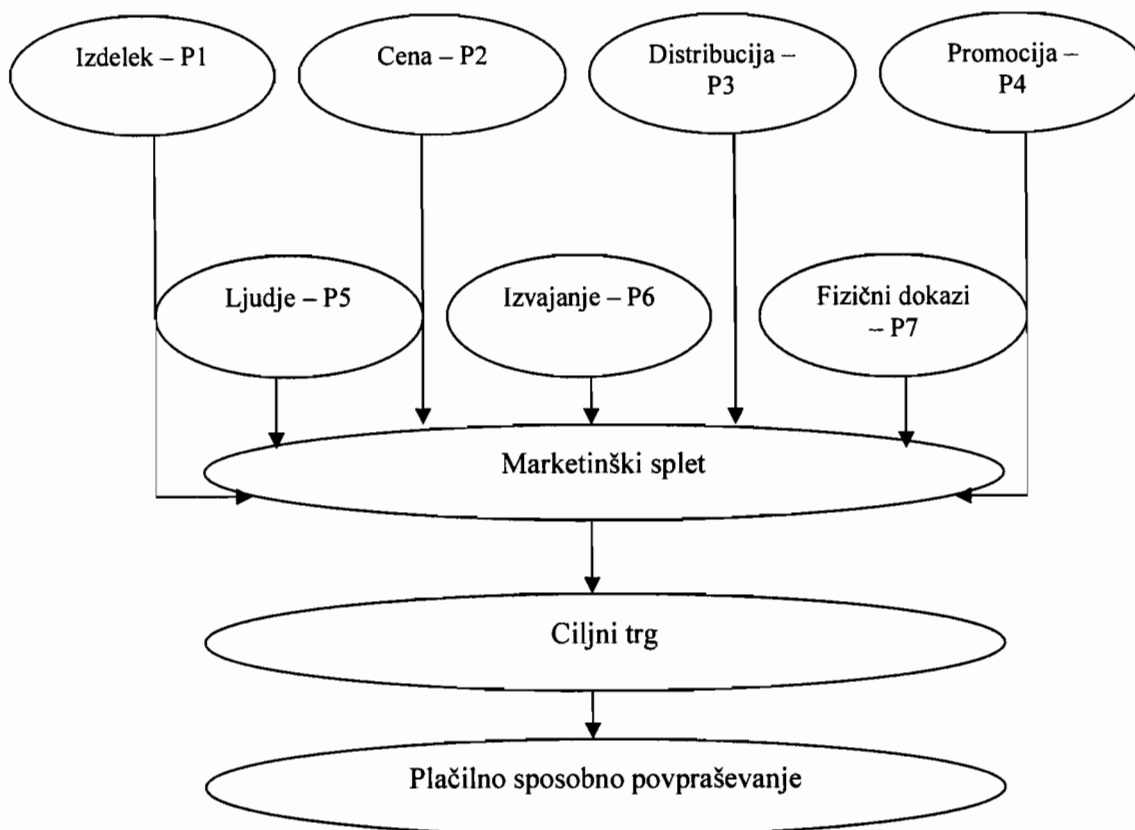 Izdelek – P1
Cena – P2
Distribucija –
P3
Promocija –
P4
Ljudje – P5
Izvajanje – P6
Fizični dokazi
– P7
Marketinški splet
Ciljni trg
Plačilno sposobno povpraševanje